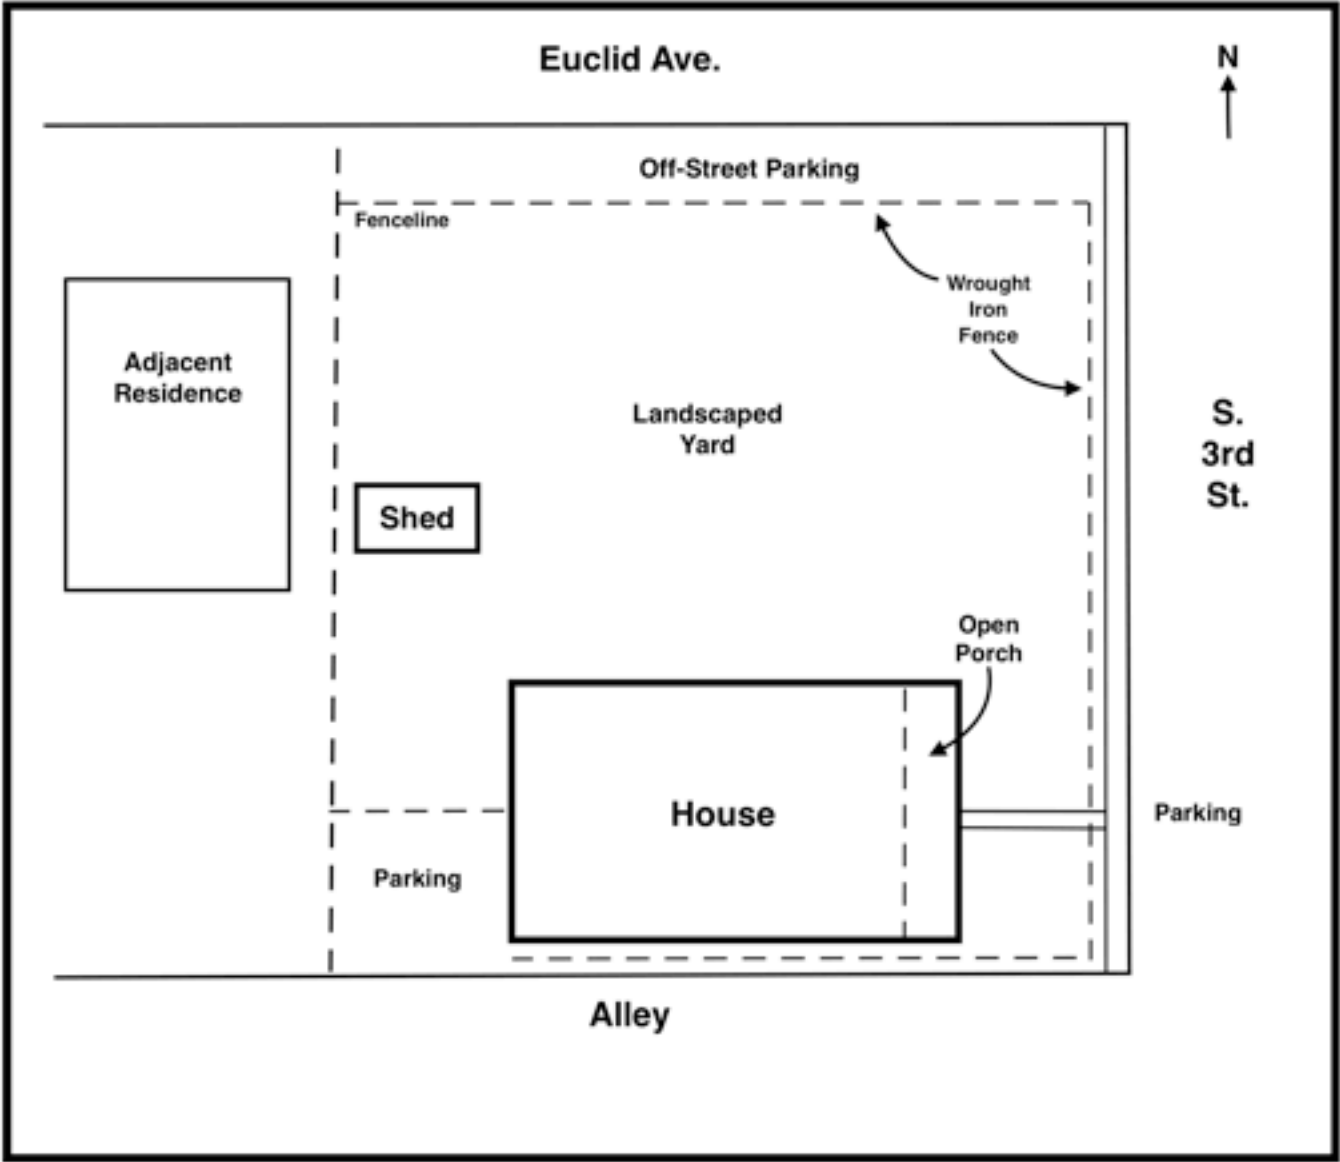 Euclid Ave.
N
Off-Street Parking
Fenceline
Wrought
Iron
Fence
Adjacent
Residence
Landscaped
Yard
S.
3rd
St.
Shed
Open
Porch
House
Parking
Parking
Alley